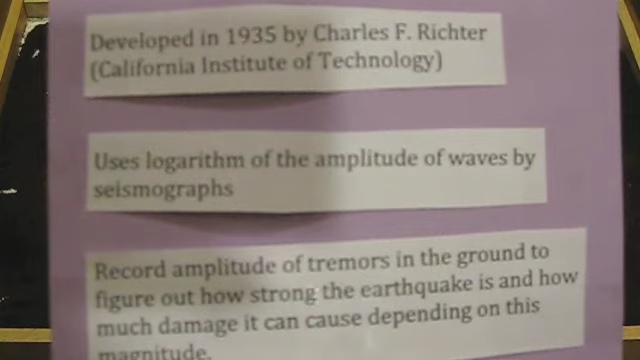 Developed in 1935 by Charles F. Richter
(California Institute of Technology)
Uses logarithm of the amplitude of waves by
seismographs
Record amplitude of tremors in the ground to
figure out how strong the earthquake is and how
much damage it can cause depending on this
magnitude.